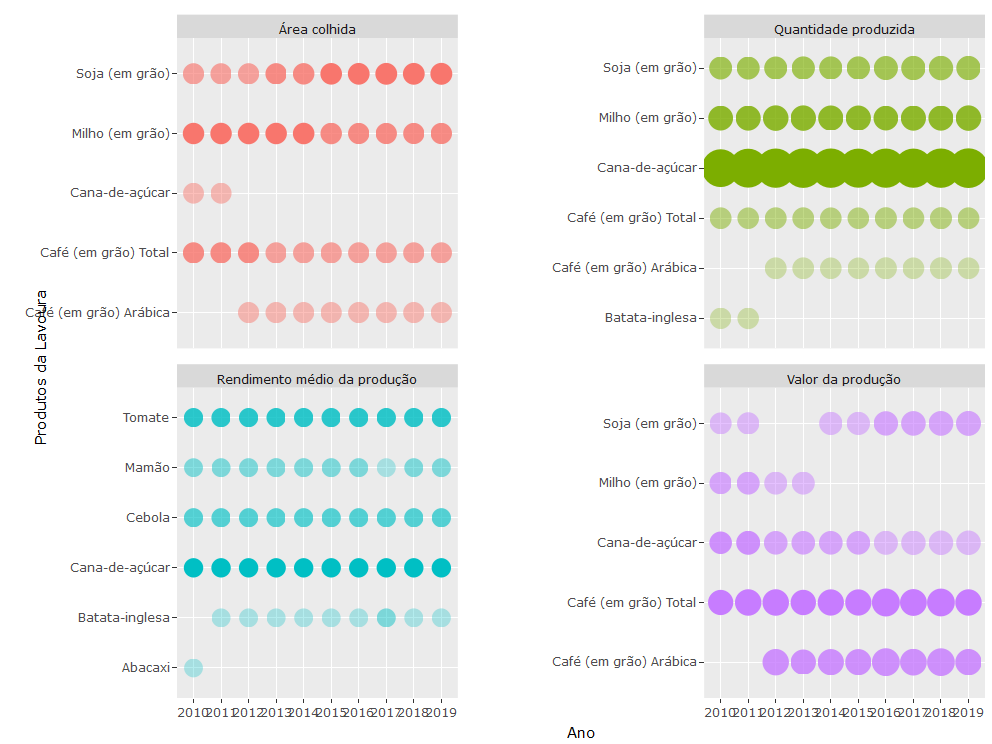 Área colhida
Soja (em grão)
Milho (em grão)
Cana-de-açúcar
Café (em grão) Total
Café (em grão) Arábica
Quantidade produzida
Soja (em grão)
Milho (em grão)
Cana-de-açúcar
Café (em grão) Total
Café (em grão) Arábica
Batata-inglesa
Produtos da Lavoura
Rendimento médio da produção
Tomate
Mamão
Cebola
Cana-de-açúcar
Batata-inglesa
Abacaxi
2010 2011 2012 2013 2014 2015 2016 2017 2018 2019
Valor da produção
Soja (em grão)
Milho (em grão)
Cana-de-açúcar
Café (em grão) Total
Café (em grão) Arábica
2010 2011 2012 2013 2014 2015 2016 2017 2018 2019
Ano